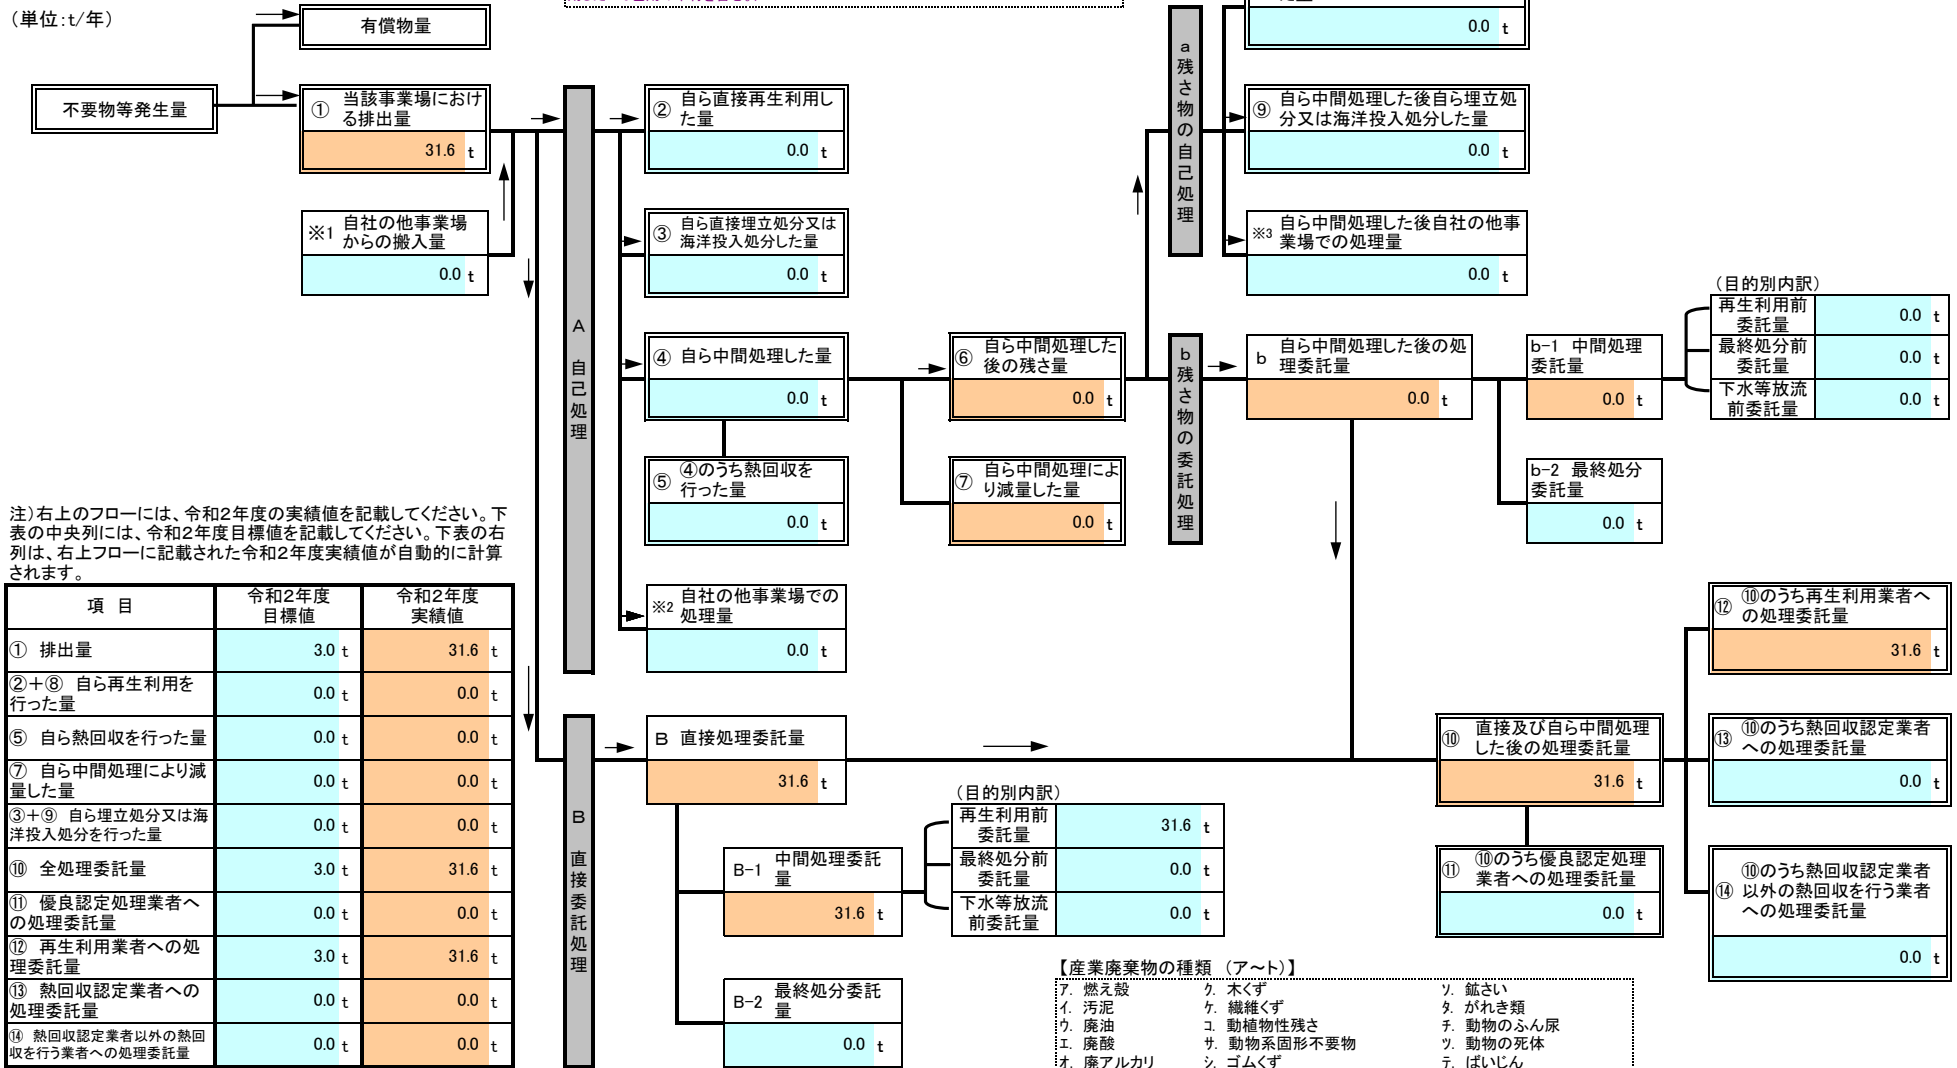 （単位:t/年）
有償物量
不要物等発生量
① 当該事業場におけ
る排出量
31.6 t
※1 自社の他事業場
からの搬入量
0.0 t
A 自己処理
② 自ら直接再生利用し
た量
0.0 t
③ 自ら直接埋立処分又は
海洋投入処分した量
0.0 t
④ 自ら中間処理した量
0.0 t
⑤ ④のうち熱回収を
行った量
0.0 t
※2 自社の他事業場での
処理量
0.0 t
⑥ 自ら中間処理した
後の残さ量
0.0 t
⑦ 自ら中間処理によ
り減量した量
0.0 t
a 残さ物の自己処理
0.0 t
⑨ 自ら中間処理した後自ら埋立処
分又は海洋投入処分した量
0.0 t
※3 自ら中間処理した後自社の他事
業場での処理量
0.0 t
b 残さ物の委託処理
b 自ら中間処理した後の処
理委託量
0.0 t
b-1 中間処理
委託量
0.0 t
b-2 最終処分
委託量
0.0 t
（目的別内訳）
再生利用前
委託量
0.0 t
最終処分前
委託量
0.0 t
下水等放流
前委託量
0.0 t
注）右上のフローには、令和２年度の実績値を記載してください。下
表の中央列には、令和２年度目標値を記載してください。下表の右
列は、右上フローに記載された令和２年度実績値が自動的に計算
されます。
項 目
令和２年度
目標値
令和２年度
実績値
① 排出量 3.0 t 31.6 t
②＋⑧ 自ら再生利用を
行った量
0.0 t 0.0 t
⑤ 自ら熱回収を行った量 0.0 t 0.0 t
⑦ 自ら中間処理により減
量した量
0.0 t 0.0 t
③＋⑨ 自ら埋立処分又は海
洋投入処分を行った量
0.0 t 0.0 t
⑩ 全処理委託量 3.0 t 31.6 t
⑪ 優良認定処理業者へ
の処理委託量
0.0 t 0.0 t
⑫ 再生利用業者への処
理委託量
3.0 t 31.6 t
⑬ 熱回収認定業者への
処理委託量
0.0 t 0.0 t
⑭ 熱回収認定業者以外の熱回
収を行う業者への処理委託量
0.0 t 0.0 t
B 直接委託処理
B 直接処理委託量
31.6 t
B-1 中間処理委託
量
31.6 t
B-2 最終処分委託
量
0.0 t
（目的別内訳）
再生利用前
委託量
31.6 t
最終処分前
委託量
0.0 t
下水等放流
前委託量
0.0 t
⑩ 直接及び自ら中間処理
した後の処理委託量
31.6 t
⑪ ⑩のうち優良認定処理
業者への処理委託量
0.0 t
⑫ ⑩のうち再生利用業者へ
の処理委託量
31.6 t
⑬ ⑩のうち熱回収認定業者
への処理委託量
0.0 t
⑭ ⑩のうち熱回収認定業者
以外の熱回収を行う業者
への処理委託量
0.0 t
【産業廃棄物の種類 （ア～ト）】
ア. 燃え殻 ク. 木くず ソ. 鉱さい
イ. 汚泥 ケ. 繊維くず タ. がれき類
ウ. 廃油 コ. 動植物性残さ チ. 動物のふん尿
エ. 廃酸 サ. 動物系固形不要物 ツ. 動物の死体
オ. 廃アルカリ シ. ゴムくず テ. ばいじん